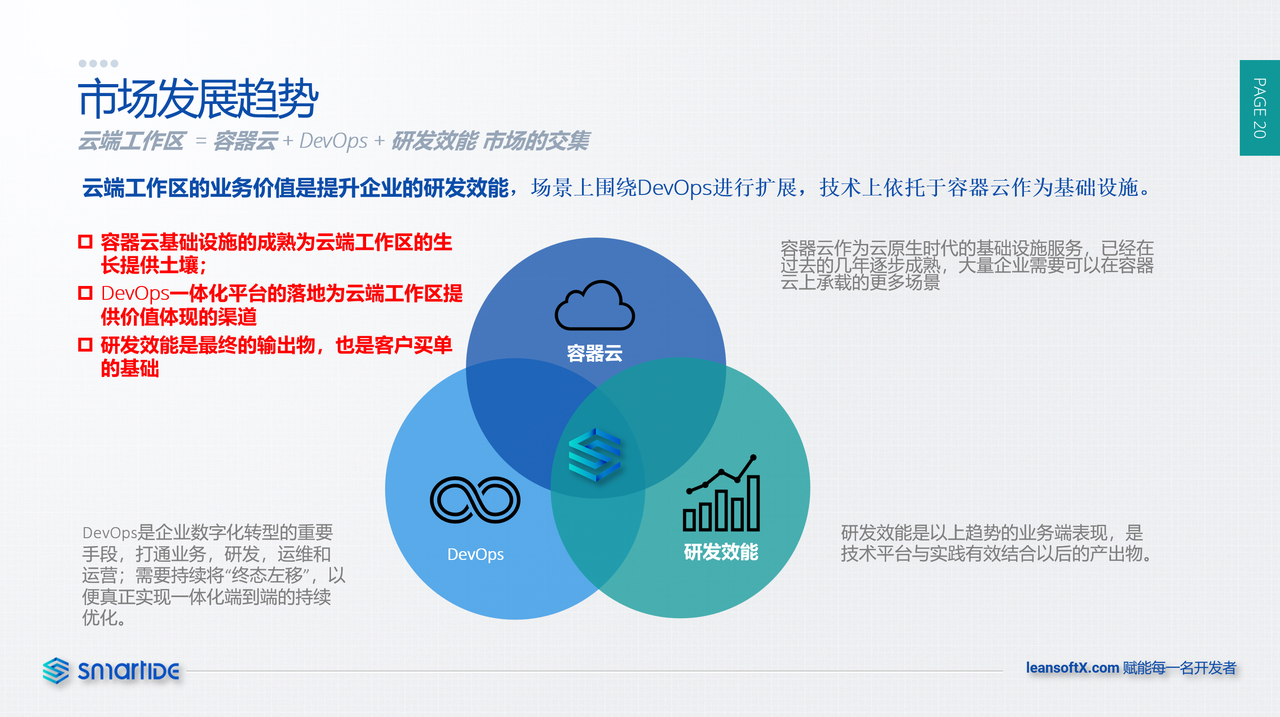 市场发展趋势
云端工作区 = 容器云 + DevOps + 研发效能 市场的交集
PAGE 20
云端工作区的业务价值是提升企业的研发效能，场景上围绕DevOps进行扩展，技术上依托于容器云作为基础设施。
容器云基础设施的成熟为云端工作区的生
长提供土壤；
DevOps一体化平台的落地为云端工作区提
供价值体现的渠道
研发效能是最终的输出物，也是客户买单
的基础
容器云作为云原生时代的基础设施服务，已经在
过去的几年逐步成熟，大量企业需要可以在容器
云上承载的更多场景
容器云
DevOps
研发效能
DevOps是企业数字化转型的重要
手段，打通业务，研发，运维和
运营；需要持续将“终态左移”，以
便真正实现一体化端到端的持续
优化。
研发效能是以上趋势的业务端表现，是
技术平台与实践有效结合以后的产出物。
SmartIDE
leansoftX.com 赋能每一名开发者